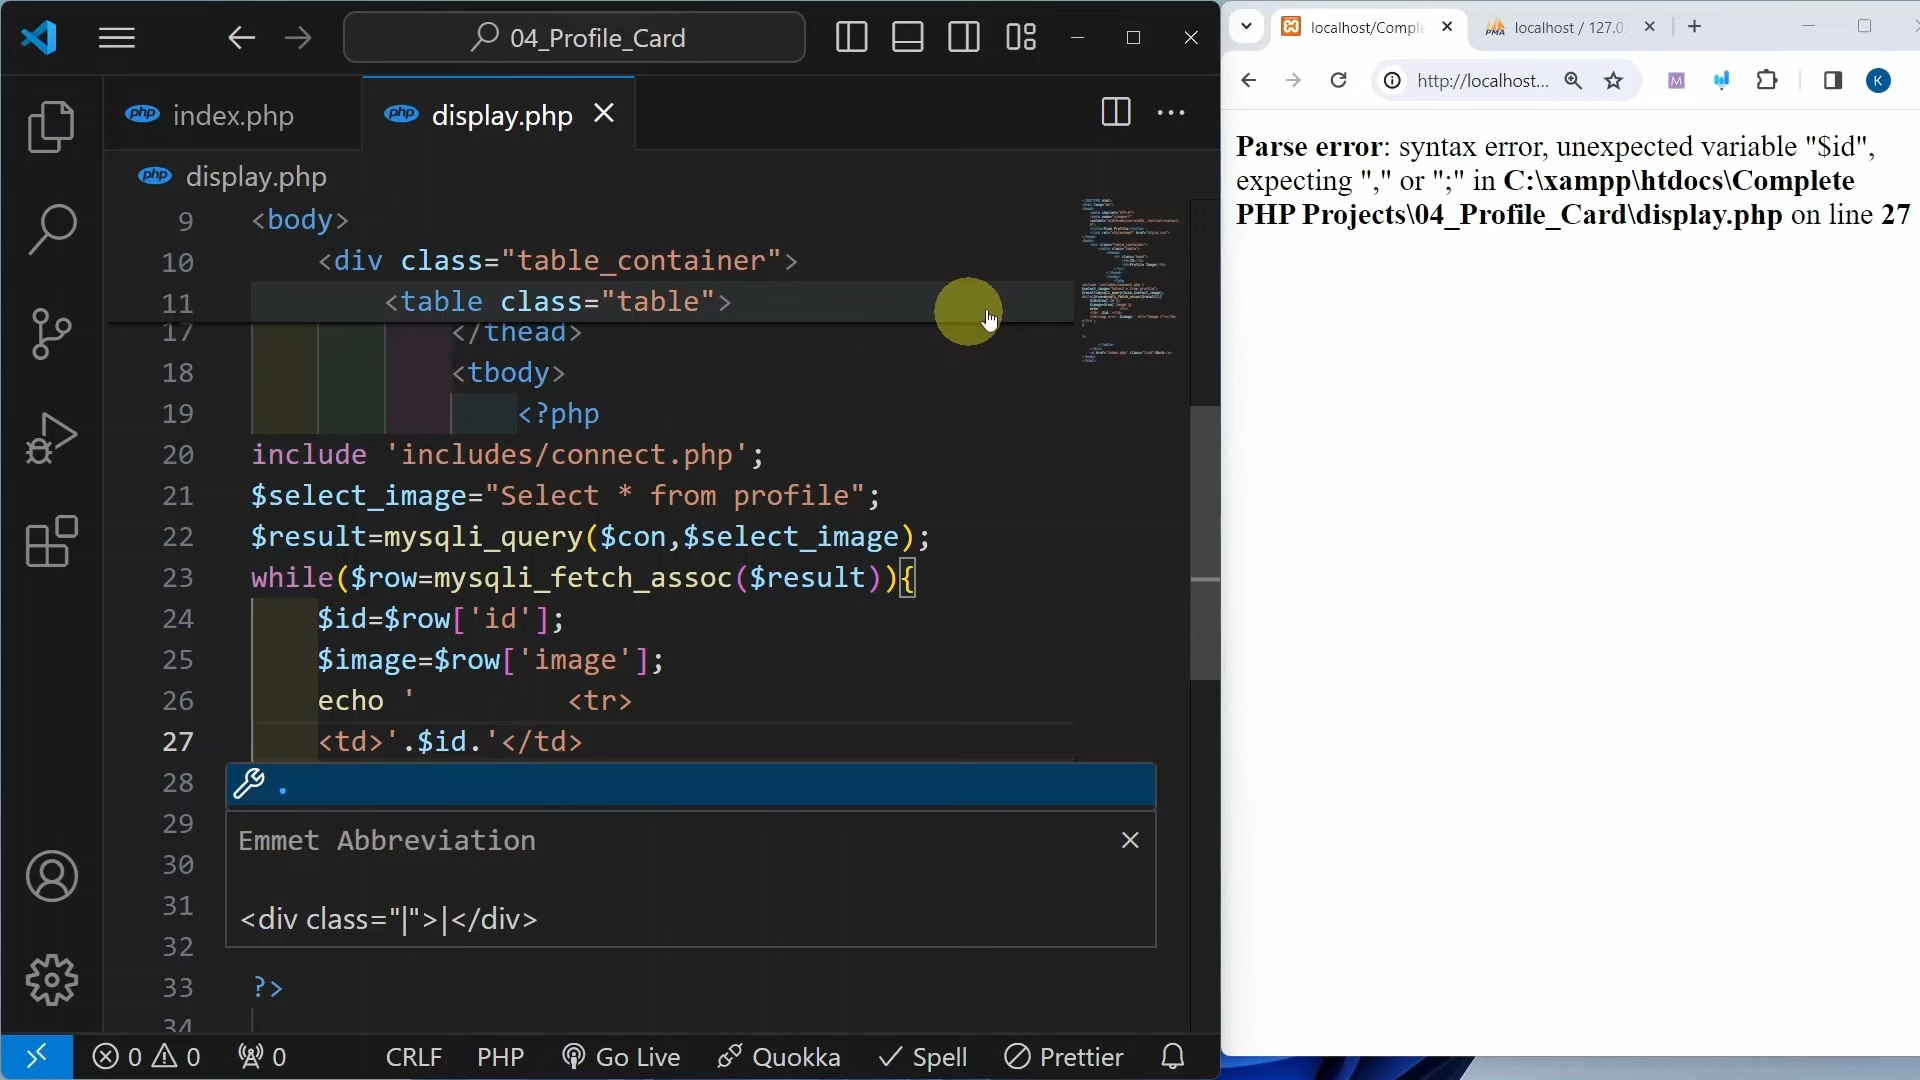 04_Profile_Card
index.php
display.php
display.php
9 <body>
10 <div class="table_container">
11 <table class="table">
17 </thead>
18 <tbody>
19 <?php
20 include 'includes/connect.php';
21 $select_image="Select * from profile";
22 $result=mysqli_query($con,$select_image);
23 while($row=mysqli_fetch_assoc($result)){
24 $id=$row['id'];
25 $image=$row['image'];
26 echo ' <tr>
27 <td>'.$id.'</td>
28 .
29 Emmet Abbreviation
30
31 <div class="|">|</div>
32
33 ?>
34
0 0 0 CRLF PHP Go Live Quokka Spell Prettier
localhost/Comple
PMA localhost / 127.0.
http://localhost...
M K
Parse error: syntax error, unexpected variable "$id",
expecting "," or ";" in C:\xampp\htdocs\Complete
PHP Projects\04_Profile_Card\display.php on line 27